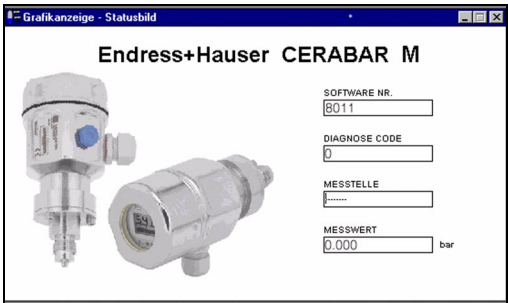 Grafikanzeige - Statusbild
Endress+Hauser CERABAR M
SOFTWARE NR.
8011
DIAGNOSE CODE
0
MESSTELLE
-------
MESSWERT
0.000 bar